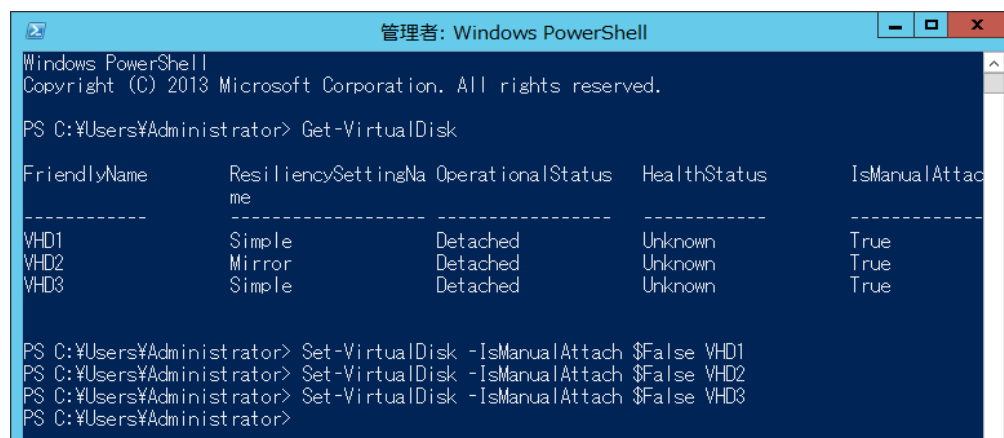 管理者: Windows PowerShell
Windows PowerShell
Copyright (C) 2013 Microsoft Corporation. All rights reserved.
PS C:¥Users¥Administrator> Get-VirtualDisk
FriendlyName ResiliencySettingNa OperationalStatus HealthStatus IsManualAttac
me
------------ ------------------- ----------------- ------------ -------------
VHD1 Simple Detached Unknown True
VHD2 Mirror Detached Unknown True
VHD3 Simple Detached Unknown True
PS C:¥Users¥Administrator> Set-VirtualDisk -IsManualAttach $False VHD1
PS C:¥Users¥Administrator> Set-VirtualDisk -IsManualAttach $False VHD2
PS C:¥Users¥Administrator> Set-VirtualDisk -IsManualAttach $False VHD3
PS C:¥Users¥Administrator>